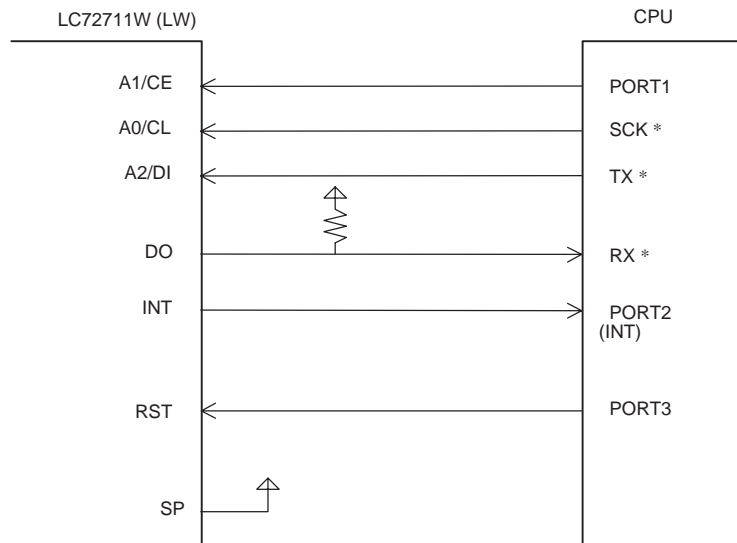 LC72711W (LW) CPU
A1/CE PORT1
A0/CL SCK *
A2/DI TX *
DO RX *
INT PORT2
(INT)
RST PORT3
SP